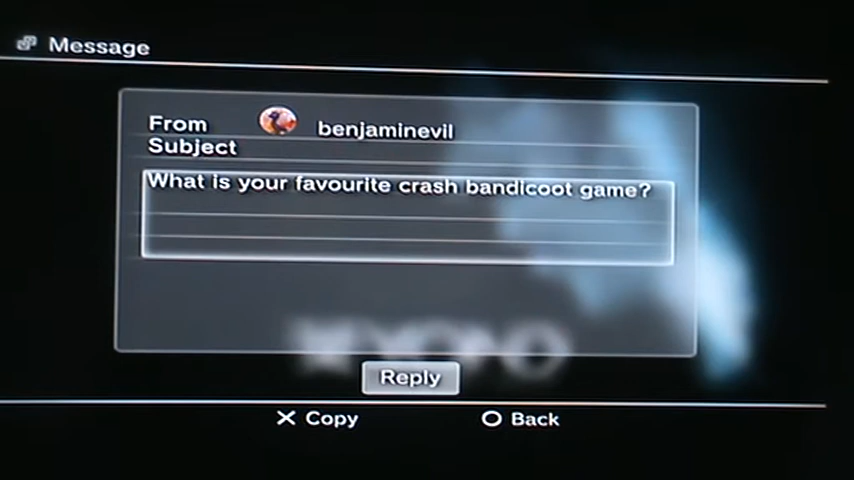 Message
From benjaminevil
Subject
What is your favourite crash bandicoot game?
Reply
Copy
Back